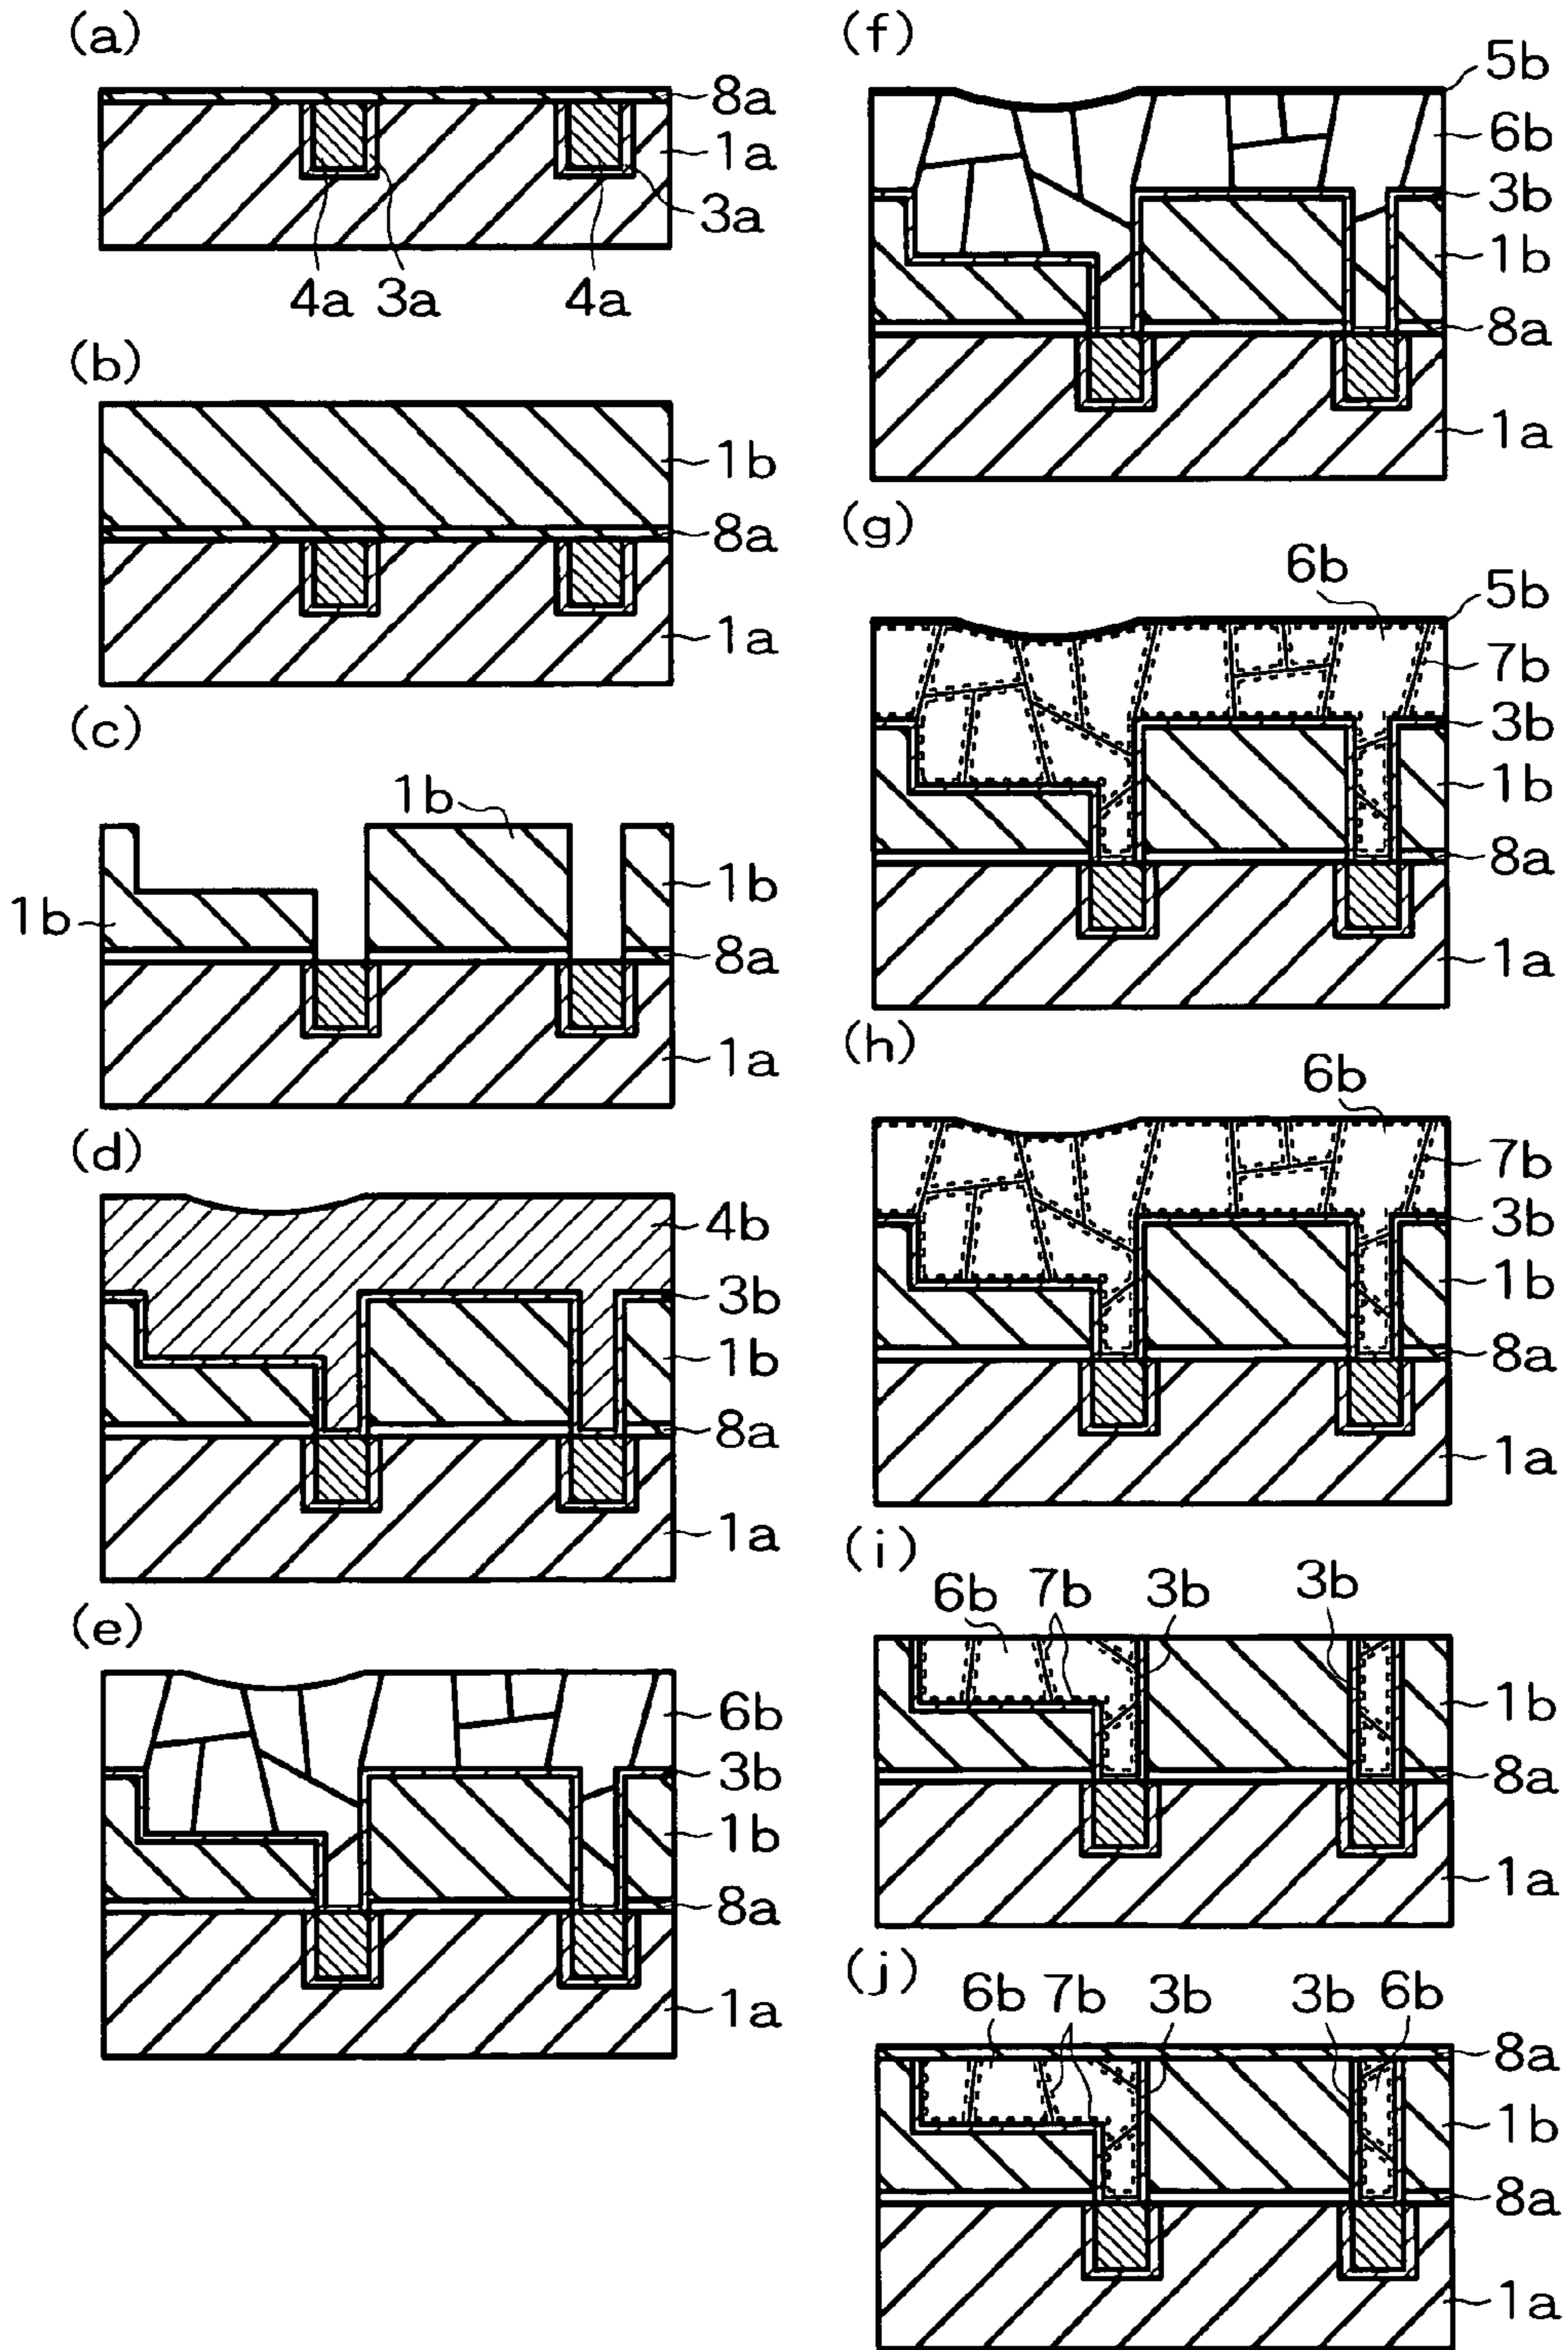 (a)
8a
1a
3a
4a 3a 4a
(b)
1b
8a
1a
(c)
1b
1b
1b
8a
1a
(d)
4b
3b
1b
8a
1a
(e)
6b
3b
1b
8a
1a
(f)
5b
6b
3b
1b
8a
1a
(g)
6b
5b
7b
3b
1b
8a
1a
(h)
6b
7b
3b
1b
8a
1a
(i)
6b 7b 3b 3b
1b
8a
1a
(j)
6b 7b 3b 3b 6b
8a
1b
8a
1a